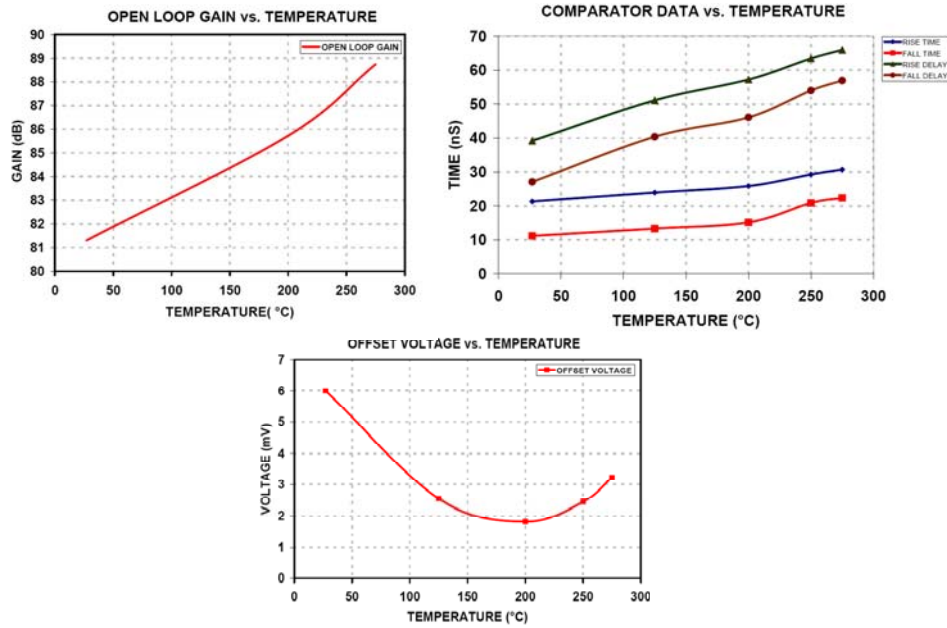 OPEN LOOP GAIN vs. TEMPERATURE
90
89
88
87
86
85
84
83
82
81
80
GAIN (dB)
OPEN LOOP GAIN
0 50 100 150 200 250 300
TEMPERATURE( °C)
COMPARATOR DATA vs. TEMPERATURE
70
60
50
40
30
20
10
0
TIME (nS)
RISE TIME
FALL TIME
RISE DELAY
FALL DELAY
0 50 100 150 200 250 300
TEMPERATURE (°C)
OFFSET VOLTAGE vs. TEMPERATURE
7
6
5
4
3
2
1
0
VOLTAGE (mV)
OFFSET VOLTAGE
0 50 100 150 200 250 300
TEMPERATURE (°C)